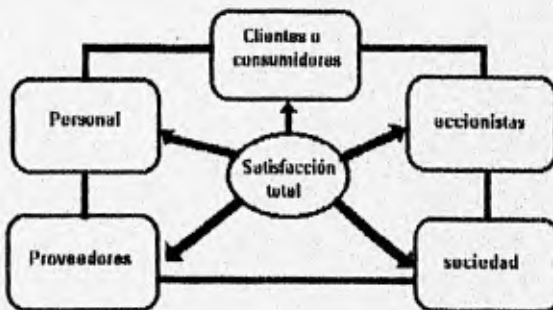 Clientes o
consumidores
Personal
accionistas
Satisfacción
total
Proveedores
sociedad